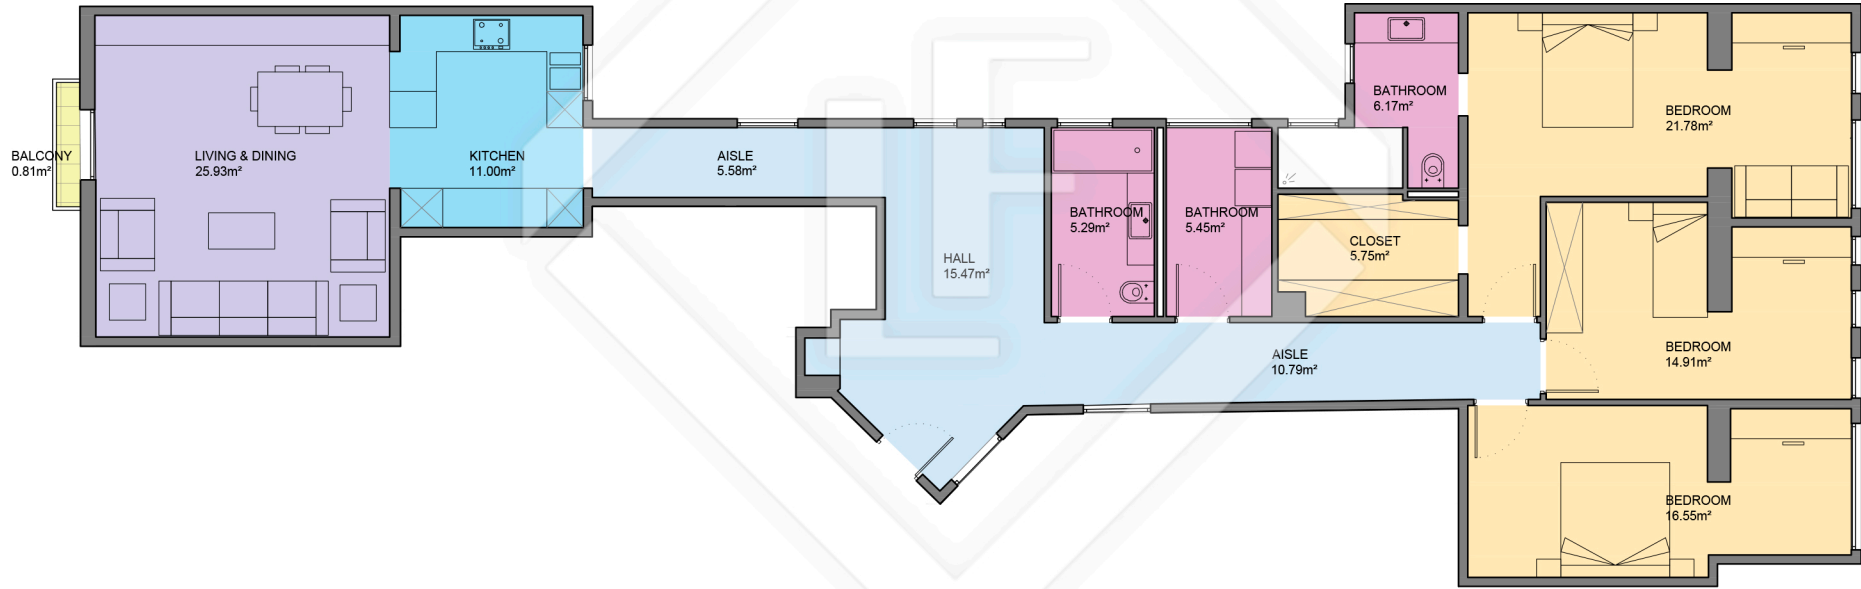 BALCONY
0.81m²
LIVING & DINING
25.93m²
KITCHEN
11.00m²
AISLE
5.58m²
HALL
15.47m²
BATHROOM
5.29m²
BATHROOM
5.45m²
BATHROOM
6.17m²
CLOSET
5.75m²
AISLE
10.79m²
BEDROOM
21.78m²
BEDROOM
14.91m²
BEDROOM
16.55m²